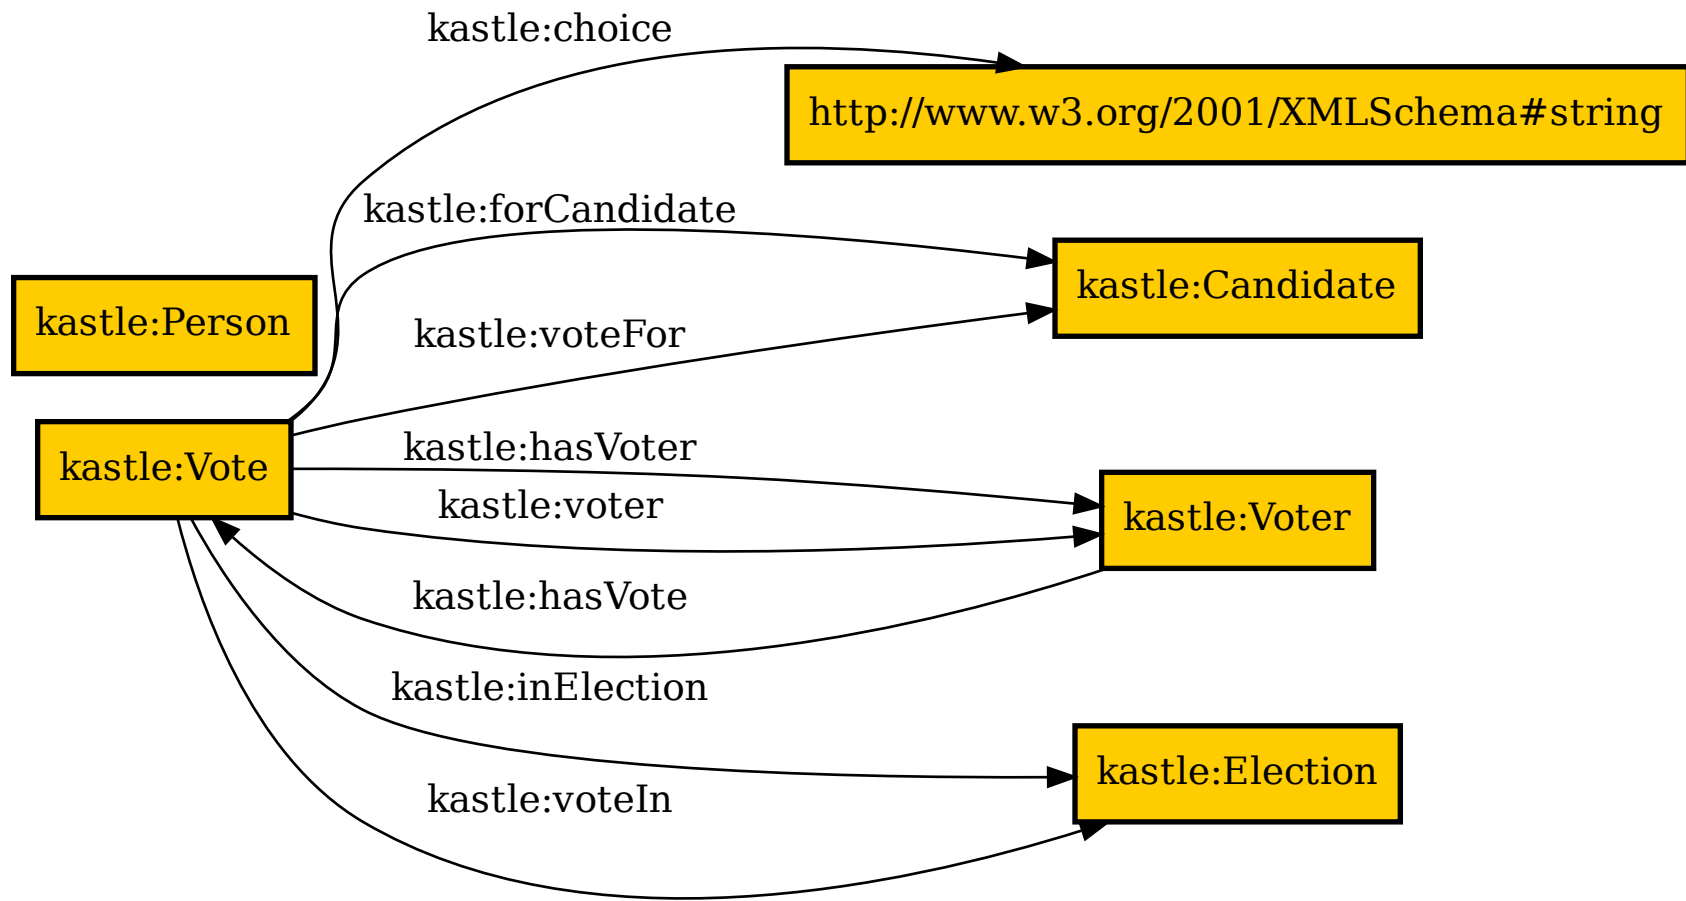 kastle:choice
http://www.w3.org/2001/XMLSchema#string
kastle:forCandidate
kastle:Candidate
kastle:Person
kastle:voteFor
kastle:hasVoter
kastle:Vote
kastle:voter
kastle:Voter
kastle:hasVote
kastle:inElection
kastle:Election
kastle:voteIn